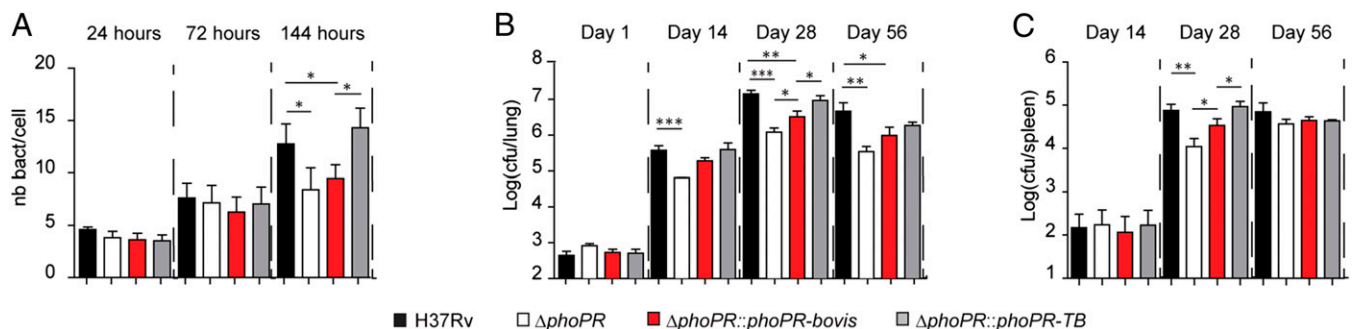 A
24 hours 72 hours 144 hours
nb bact/cell
20
15
10
5
0
* * *
B
Day 1 Day 14 Day 28 Day 56
Log(cfu/lung)
8
7
6
5
4
3
2
***
** *** * *
* **
C
Day 14 Day 28 Day 56
Log(cfu/spleen)
6
5
4
3
2
1
** * *
H37Rv ΔphoPR ΔphoPR::phoPR-bovis ΔphoPR::phoPR-TB